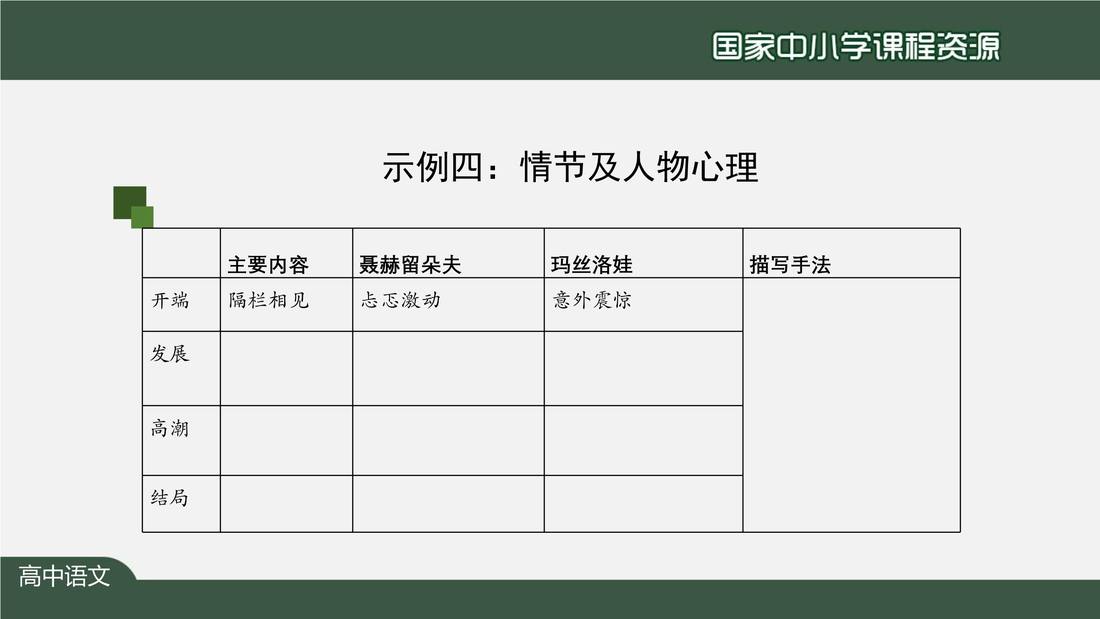 国家中小学课程资源
示例四：情节及人物心理
主要内容 聂赫留朵夫 玛丝洛娃 描写手法
开端 隔栏相见 忐忑激动 意外震惊
发展
高潮
结局
高中语文